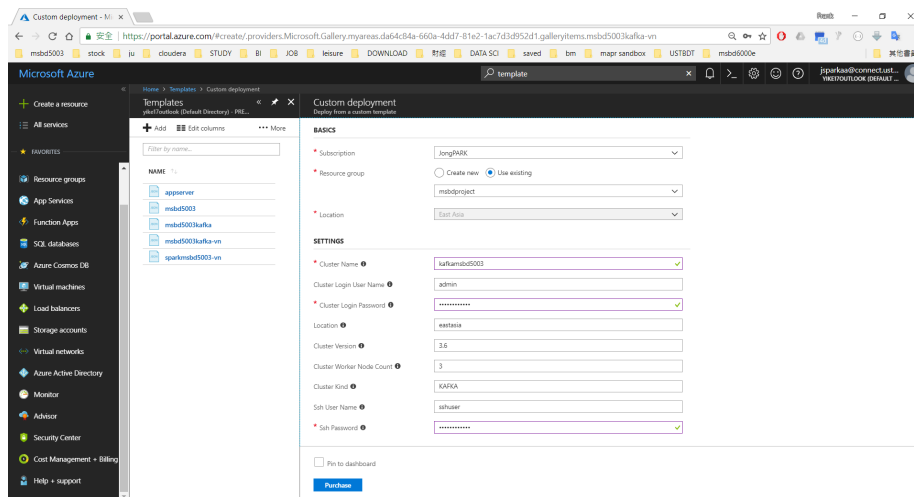 Custom deployment - Mi
安全 | https://portal.azure.com/#create/.providers.Microsoft.Gallery.myareas.da64c84a-660a-4dd7-81e2-1ac7d3d952d1.galleryitems.msbd5003kafka-vn
msbd5003 stock ju cloudera STUDY BI JOB leisure DOWNLOAD 財經 DATA SCI saved bm mapr sandbox USTBDT msbd6000e
Microsoft Azure
template
jsparkaa@connect.ust...
YIKE17OUTLOOK (DEFAULT ...
Create a resource
All services
FAVORITES
Resource groups
App Services
Function Apps
SQL databases
Azure Cosmos DB
Virtual machines
Load balancers
Storage accounts
Virtual networks
Azure Active Directory
Monitor
Advisor
Security Center
Cost Management + Billing
Help + support
Home > Templates > Custom deployment
Templates
yike17outlook (Default Directory) - PRE...
Add Edit columns ••• More
Filter by name...
NAME
appserver
msbd5003
msbd5003kafka
msbd5003kafka-vn
sparkmsbd5003-vn
Custom deployment
Deploy from a custom template
BASICS
* Subscription JongPARK
* Resource group Create new Use existing
msbdproject
* Location East Asia
SETTINGS
* Cluster Name kafkamsbd5003
Cluster Login User Name admin
* Cluster Login Password ••••••••••••
Location eastasia
Cluster Version 3.6
Cluster Worker Node Count 3
Cluster Kind KAFKA
Ssh User Name sshuser
* Ssh Password ••••••••••••
Pin to dashboard
Purchase